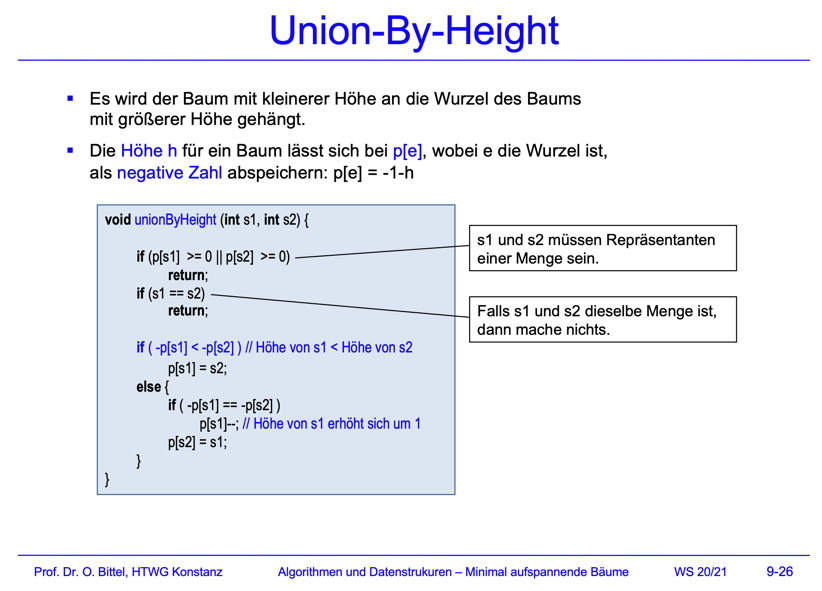 Union-By-Height
▪ Es wird der Baum mit kleinerer Höhe an die Wurzel des Baums
mit größerer Höhe gehängt.
▪ Die Höhe h für ein Baum lässt sich bei p[e], wobei e die Wurzel ist,
als negative Zahl abspeichern: p[e] = -1-h
void unionByHeight (int s1, int s2) {
if (p[s1] >= 0 || p[s2] >= 0)
return;
if (s1 == s2)
return;
if ( -p[s1] < -p[s2] ) // Höhe von s1 < Höhe von s2
p[s1] = s2;
else {
if ( -p[s1] == -p[s2] )
p[s1]--; // Höhe von s1 erhöht sich um 1
p[s2] = s1;
}
}
s1 und s2 müssen Repräsentanten
einer Menge sein.
Falls s1 und s2 dieselbe Menge ist,
dann mache nichts.
Prof. Dr. O. Bittel, HTWG Konstanz Algorithmen und Datenstrukuren – Minimal aufspannende Bäume WS 20/21 9-26